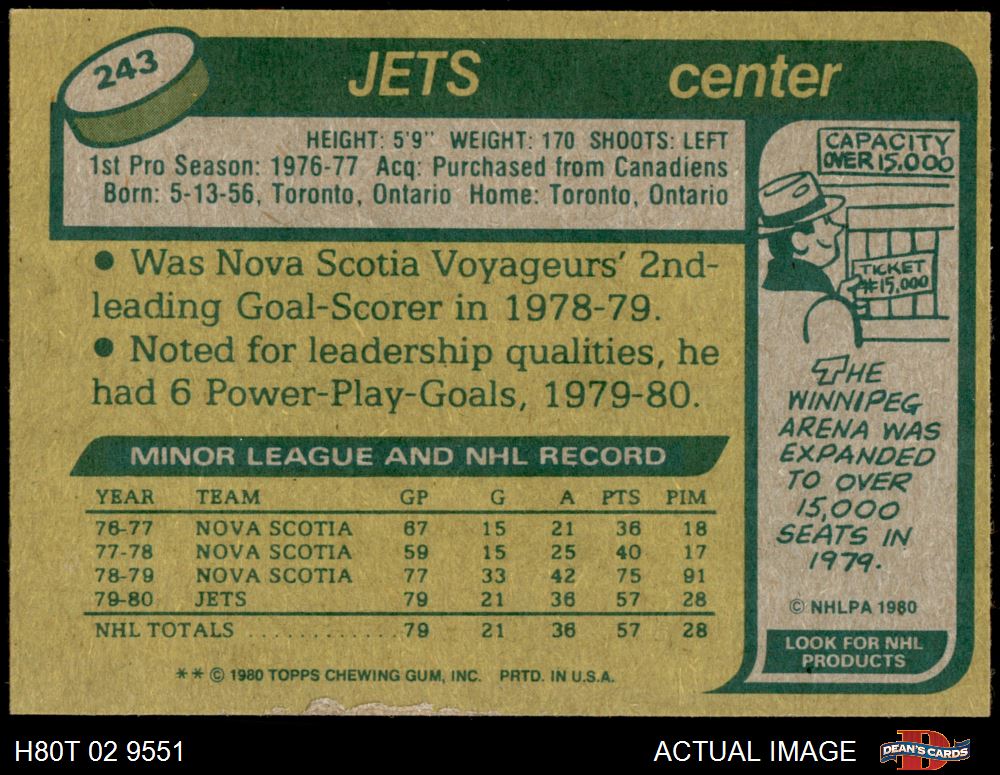 243
JETS center
HEIGHT: 5'9" WEIGHT: 170 SHOOTS: LEFT
1st Pro Season: 1976-77 Acq: Purchased from Canadiens
Born: 5-13-56, Toronto, Ontario Home: Toronto, Ontario
• Was Nova Scotia Voyageurs' 2nd-
leading Goal-Scorer in 1978-79.
• Noted for leadership qualities, he
had 6 Power-Play-Goals, 1979-80.
MINOR LEAGUE AND NHL RECORD
YEAR TEAM GP G A PTS PIM
76-77 NOVA SCOTIA 67 15 21 36 18
77-78 NOVA SCOTIA 59 15 25 40 17
78-79 NOVA SCOTIA 77 33 42 75 91
79-80 JETS 79 21 36 57 28
NHL TOTALS ............ 79 21 36 57 28
** © 1980 TOPPS CHEWING GUM, INC. PRTD. IN U.S.A.
CAPACITY
OVER 15,000
TICKET
#15,000
THE
WINNIPEG
ARENA WAS
EXPANDED
TO OVER
15,000
SEATS IN
1979.
© NHLPA 1980
LOOK FOR NHL
PRODUCTS
H80T 02 9551
ACTUAL IMAGE
DEAN'S CARDS